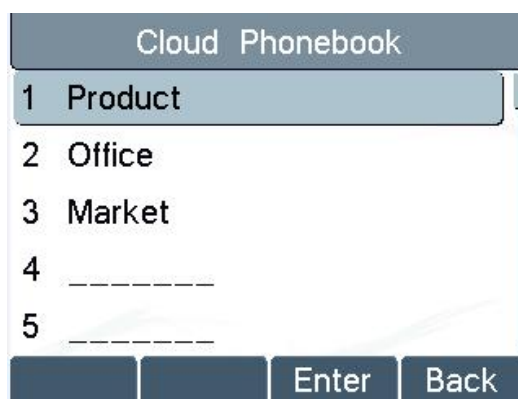 Cloud Phonebook
1 Product
2 Office
3 Market
4 _______
5 _______
Enter Back